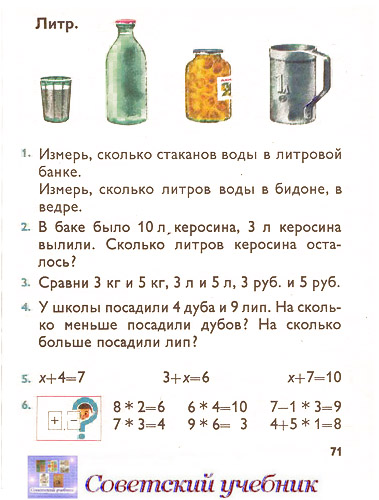 Литр.
1. Измерь, сколько стаканов воды в литровой
банке.
Измерь, сколько литров воды в бидоне, в
ведре.
2. В баке было 10 л керосина, 3 л керосина
вылили. Сколько литров керосина оста-
лось?
3. Сравни 3 кг и 5 кг, 3 л и 5 л, 3 руб. и 5 руб.
4. У школы посадили 4 дуба и 9 лип. На сколь-
ко меньше посадили дубов? На сколько
больше посадили лип?
5. x+4=7 3+x=6 x+7=10
6. + − ? 8 * 2=6 6 * 4=10 7−1 * 3=9
7 * 3=4 9 * 6= 3 4+5 * 1=8
71
Советский учебник